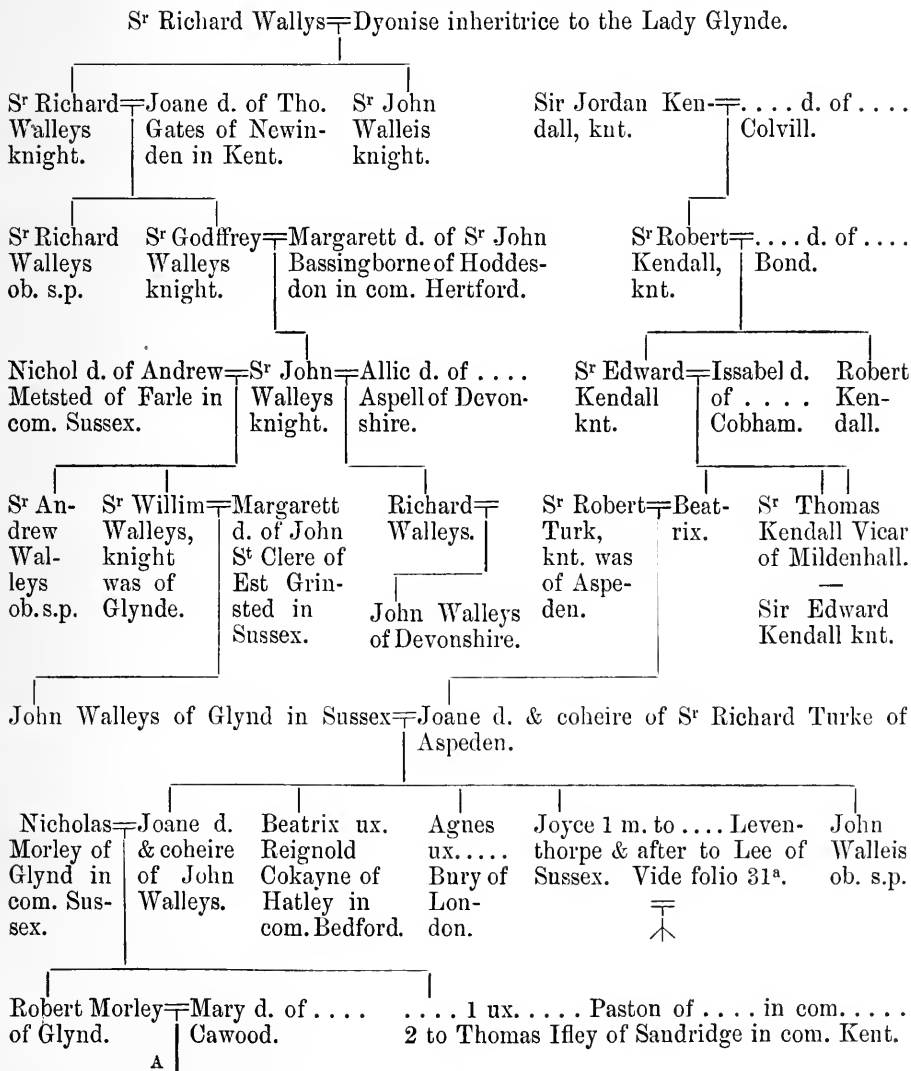 Sʳ Richard Wallys=Dyonise inheritrice to the Lady Glynde.
Sʳ Richard=Joane d. of Tho.
Walleys Gates of Newin-
knight. den in Kent.
Sʳ John
Walleis
knight.
Sir Jordan Ken-=. . . . d. of . . . .
dall, knt. Colvill.
Sʳ Richard
Walleys
ob. s.p.
Sʳ Godffrey=Margarett d. of Sʳ John
Walleys Bassingborne of Hoddes-
knight. don in com. Hertford.
Sʳ Robert=. . . . d. of . . . .
Kendall, Bond.
knt.
Nichol d. of Andrew=Sʳ John=Allic d. of . . . .
Metsted of Farle in Walleys Aspell of Devon-
com. Sussex. knight. shire.
Sʳ Edward=Issabel d.
Kendall of . . . .
knt. Cobham.
Robert
Ken-
dall.
Sʳ An-
drew
Wal-
leys
ob. s.p.
Sʳ Willim=Margarett
Walleys, d. of John
knight Sᵗ Clere of
was of Est Grin-
Glynde. sted in
Sussex.
Richard=
Walleys.
John Walleys
of Devonshire.
Sʳ Robert=Beat-
Turk, rix.
knt. was
of Aspe-
den.
Sʳ Thomas
Kendall Vicar
of Mildenhall.
—
Sir Edward
Kendall knt.
John Walleys of Glynd in Sussex=Joane d. & coheire of Sʳ Richard Turke of
Aspeden.
Nicholas=Joane d.
Morley of & coheire
Glynd in of John
com. Sus- Walleys.
sex.
Beatrix ux.
Reignold
Cokayne of
Hatley in
com. Bedford.
Agnes
ux. . . . .
Bury of
Lon-
don.
Joyce 1 m. to . . . . Leven-
thorpe & after to Lee of
Sussex. Vide folio 31ᵃ.
John
Walleis
ob. s.p.
Robert Morley=Mary d. of . . . .
of Glynd. Cawood.
A
. . . . 1 ux. . . . . Paston of . . . . in com. . . . .
2 to Thomas Ifley of Sandridge in com. Kent.